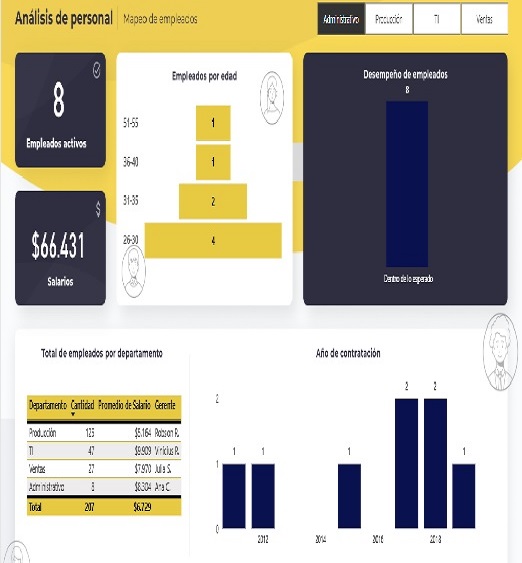 Análisis de personal | Mapeo de empleados
Administrativo Producción TI Ventas
8
Empleados activos
$
$66.431
Salarios
Empleados por edad
51-55 1
36-40 1
31-35 2
26-30 4
Desempeño de empleados
8
Dentro de lo esperado
Total de empleados por departamento
Departamento Cantidad Promedio de Salario Gerente
Producción 125 $5.164 Robson R.
TI 47 $9.909 Vinícius R.
Ventas 27 $7.970 Julia S.
Administrativo 8 $8.304 Ana C.
Total 207 $6.729
Año de contratación
2 2
1 1 1 1
2
1
0
2012 2014 2016 2018